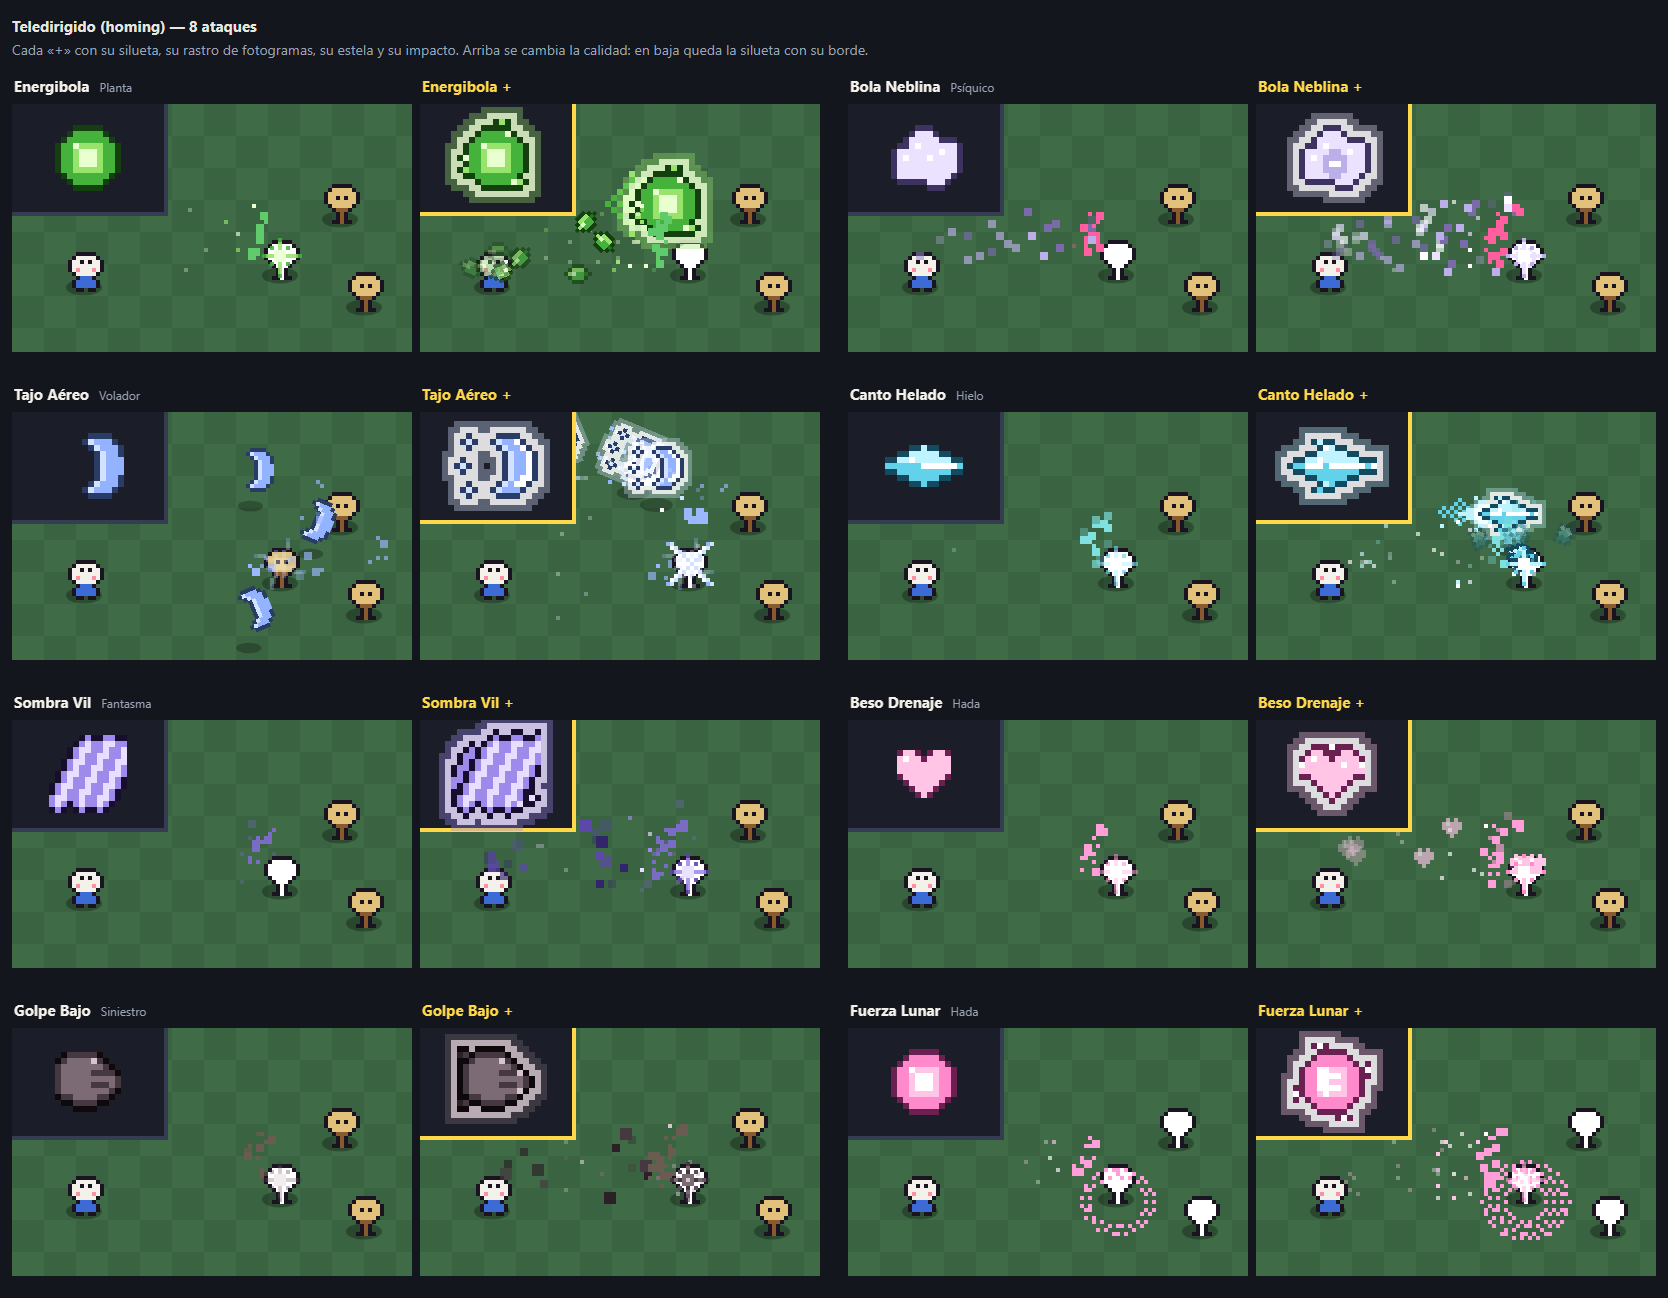 Teledirigido (homing) — 8 ataques
Cada «+» con su silueta, su rastro de fotogramas, su estela y su impacto. Arriba se cambia la calidad: en baja queda la silueta con su borde.
Energibola Planta
Energibola +
Bola Neblina Psíquico
Bola Neblina +
Tajo Aéreo Volador
Tajo Aéreo +
Canto Helado Hielo
Canto Helado +
Sombra Vil Fantasma
Sombra Vil +
Beso Drenaje Hada
Beso Drenaje +
Golpe Bajo Siniestro
Golpe Bajo +
Fuerza Lunar Hada
Fuerza Lunar +